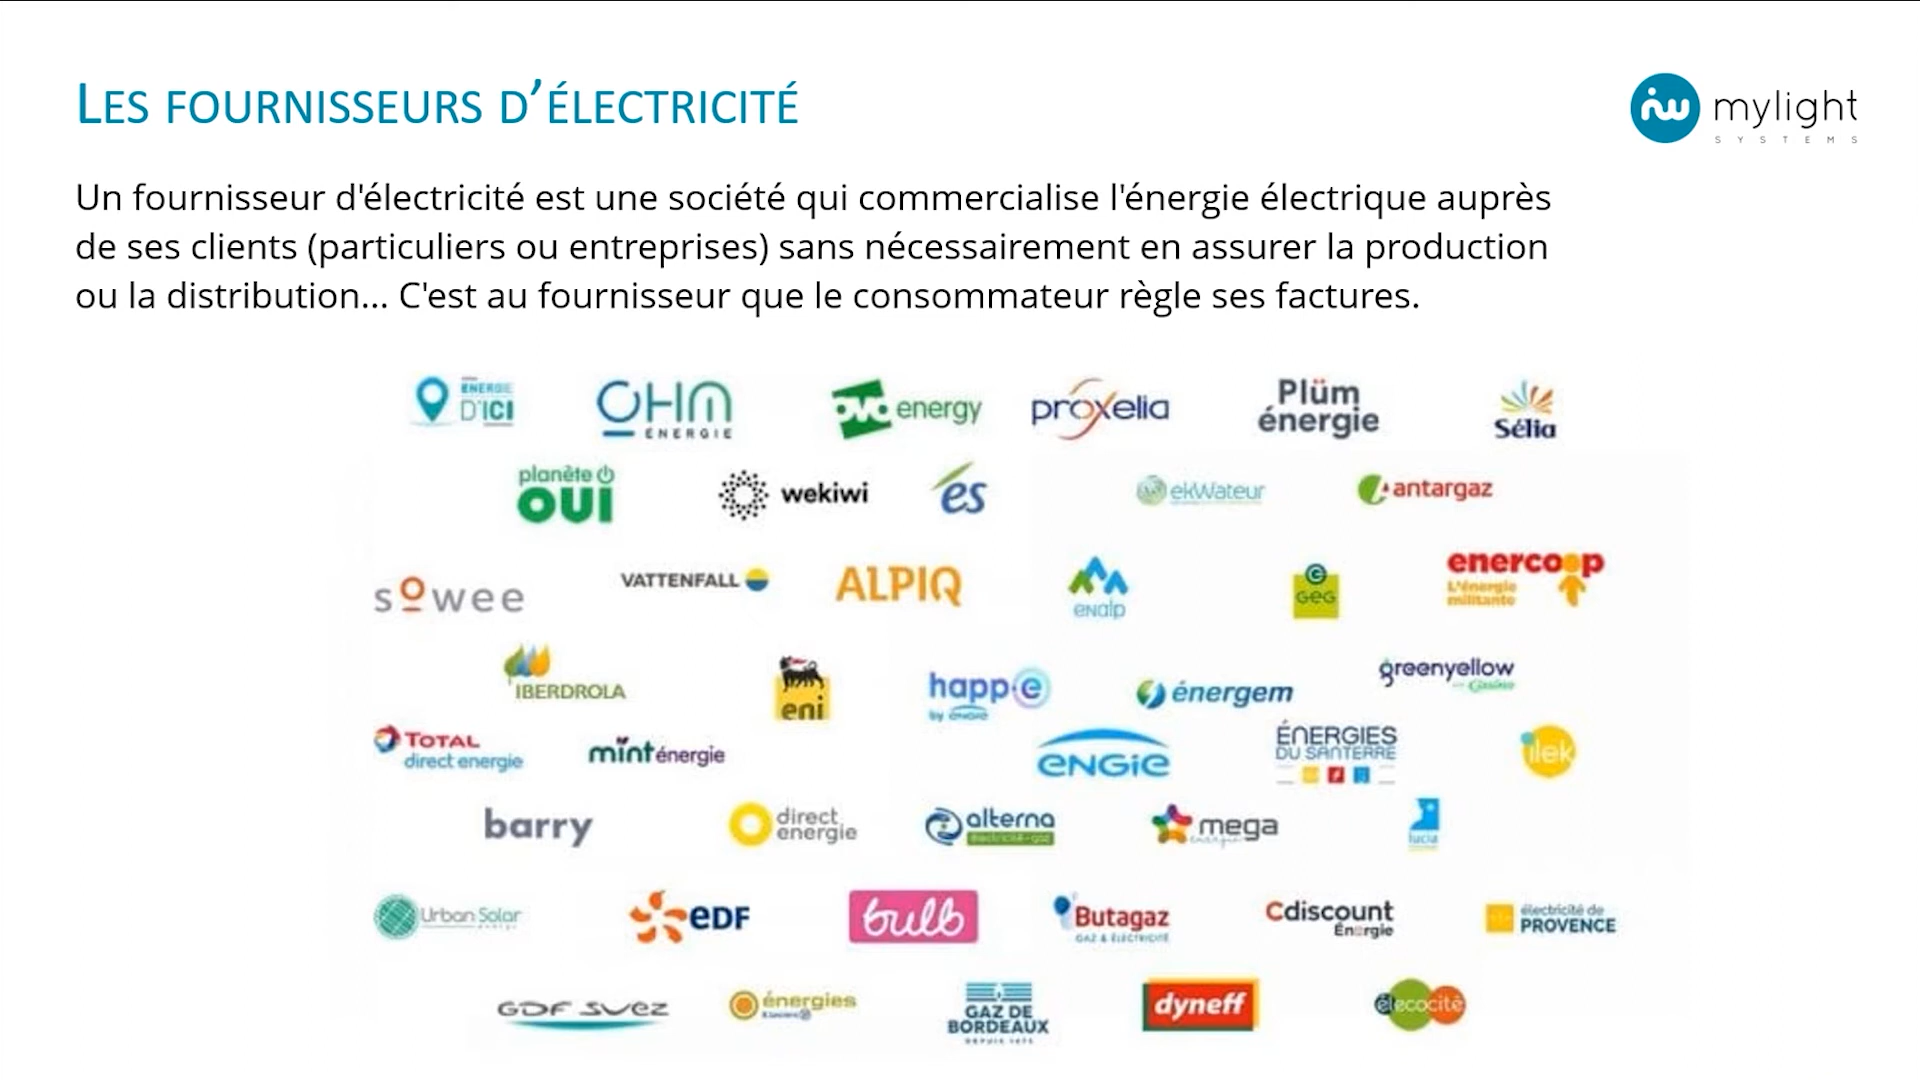 LES FOURNISSEURS D'ÉLECTRICITÉ
mylight
SYSTEMS
Un fournisseur d'électricité est une société qui commercialise l'énergie électrique auprès
de ses clients (particuliers ou entreprises) sans nécessairement en assurer la production
ou la distribution... C'est au fournisseur que le consommateur règle ses factures.
ENERGIE
D'ICI
OHM
ENERGIE
ovo energy
proxelia
Plüm
énergie
Sélia
planète
OUI
wekiwi
és
ekWateur
antargaz
sowee
VATTENFALL
ALPIQ
enalp
GEG
enercoop
L'énergie
militante
IBERDROLA
eni
happ-e
by ENGIE
énergem
greenyellow
Casino
TOTAL
direct energie
mint énergie
ENGIE
ÉNERGIES
DU SANTERRE
ilek
barry
direct
energie
alterna
électricité - gaz
mega
energie
lucia
Urban Solar
energy
EDF
bulb
Butagaz
GAZ & ÉLECTRICITÉ
Cdiscount
Énergie
électricité de
PROVENCE
GDF SUEZ
énergies
E.Leclerc
GAZ DE
BORDEAUX
dyneff
élecocité